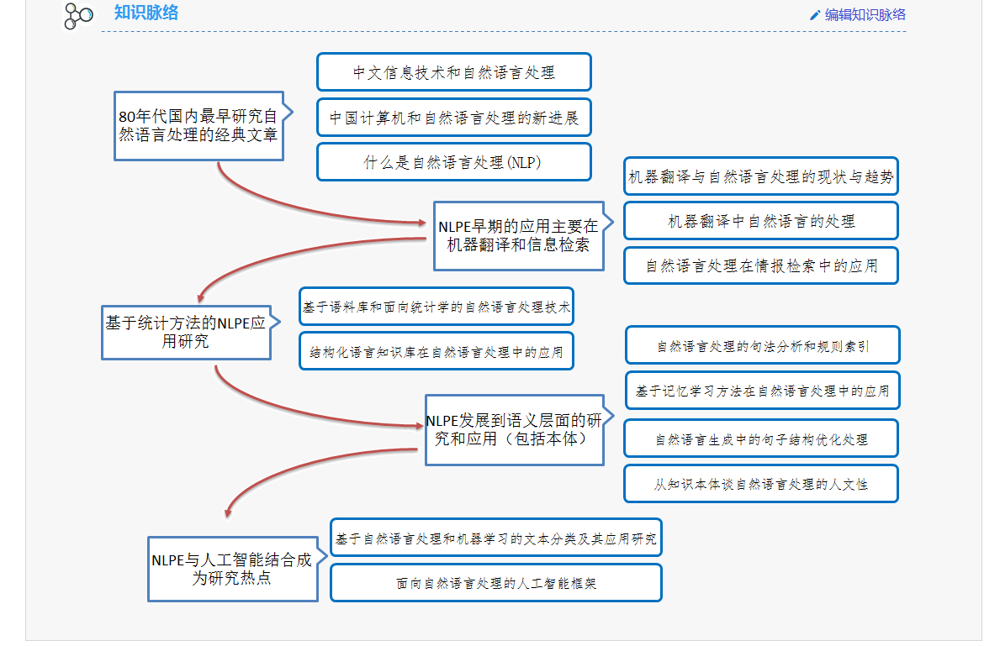 知识脉络
编辑知识脉络
80年代国内最早研究自
然语言处理的经典文章
中文信息技术和自然语言处理
中国计算机和自然语言处理的新进展
什么是自然语言处理(NLP)
NLPE早期的应用主要在
机器翻译和信息检索
机器翻译与自然语言处理的现状与趋势
机器翻译中自然语言的处理
自然语言处理在情报检索中的应用
基于统计方法的NLPE应
用研究
基于语料库和面向统计学的自然语言处理技术
结构化语言知识库在自然语言处理中的应用
NLPE发展到语义层面的研
究和应用（包括本体）
自然语言处理的句法分析和规则索引
基于记忆学习方法在自然语言处理中的应用
自然语言生成中的句子结构优化处理
从知识本体谈自然语言处理的人文性
NLPE与人工智能结合成
为研究热点
基于自然语言处理和机器学习的文本分类及其应用研究
面向自然语言处理的人工智能框架